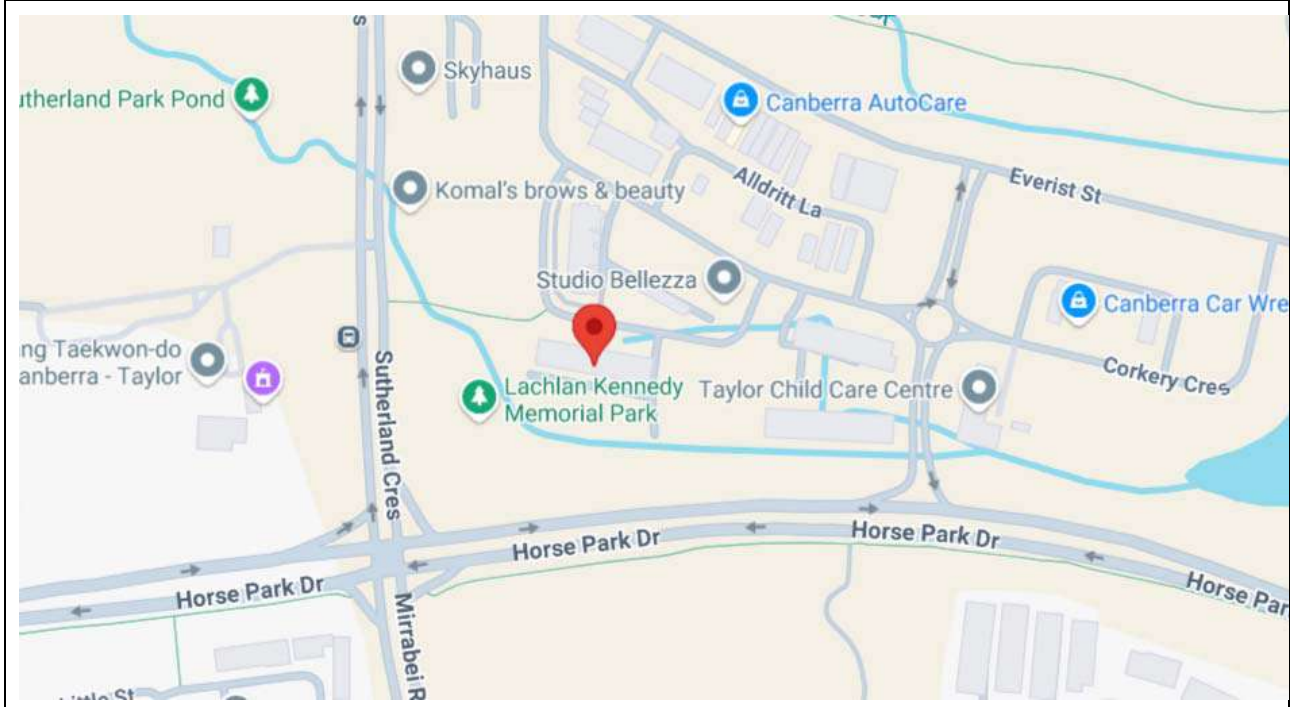 s
Skyhaus
utherland Park Pond
Canberra AutoCare
Komal's brows & beauty
Alldritt La
Everist St
Studio Bellezza
Canberra Car Wre
ng Taekwon-do
anberra - Taylor
Sutherland Cres
Lachlan Kennedy
Memorial Park
Taylor Child Care Centre
Corkery Cres
Horse Park Dr
Horse Park Dr
Horse Park Dr
Horse Par
Mirrabei R